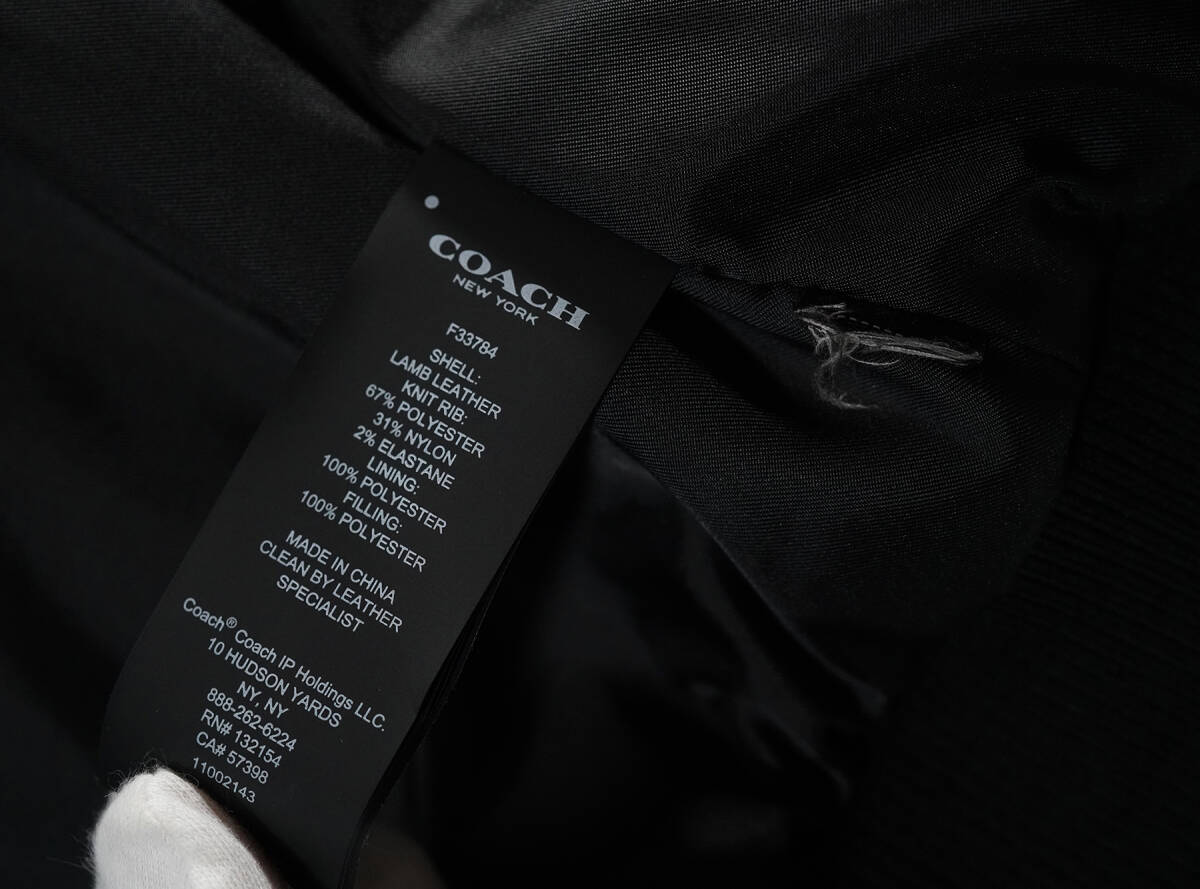 COACH
NEW YORK
F33784
SHELL:
LAMB LEATHER
KNIT RIB:
67% POLYESTER
31% NYLON
2% ELASTANE
LINING:
100% POLYESTER
FILLING:
100% POLYESTER
MADE IN CHINA
CLEAN BY LEATHER
SPECIALIST
Coach® Coach IP Holdings LLC.
10 HUDSON YARDS
NY, NY
888-262-6224
RN# 132154
CA# 57398
11002143